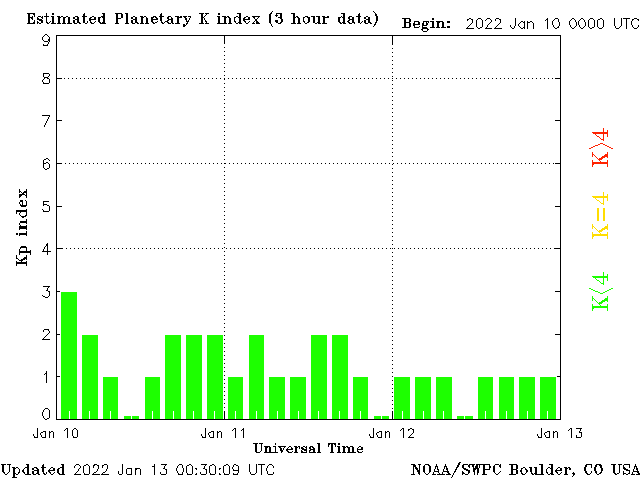 Estimated Planetary K index (3 hour data) Begin: 2022 Jan 10 0000 UTC
9
8
7
6
5
4
3
2
1
0
Kp index
K>4
K=4
K<4
Jan 10 Jan 11 Jan 12 Jan 13
Universal Time
Updated 2022 Jan 13 00:30:09 UTC NOAA/SWPC Boulder, CO USA